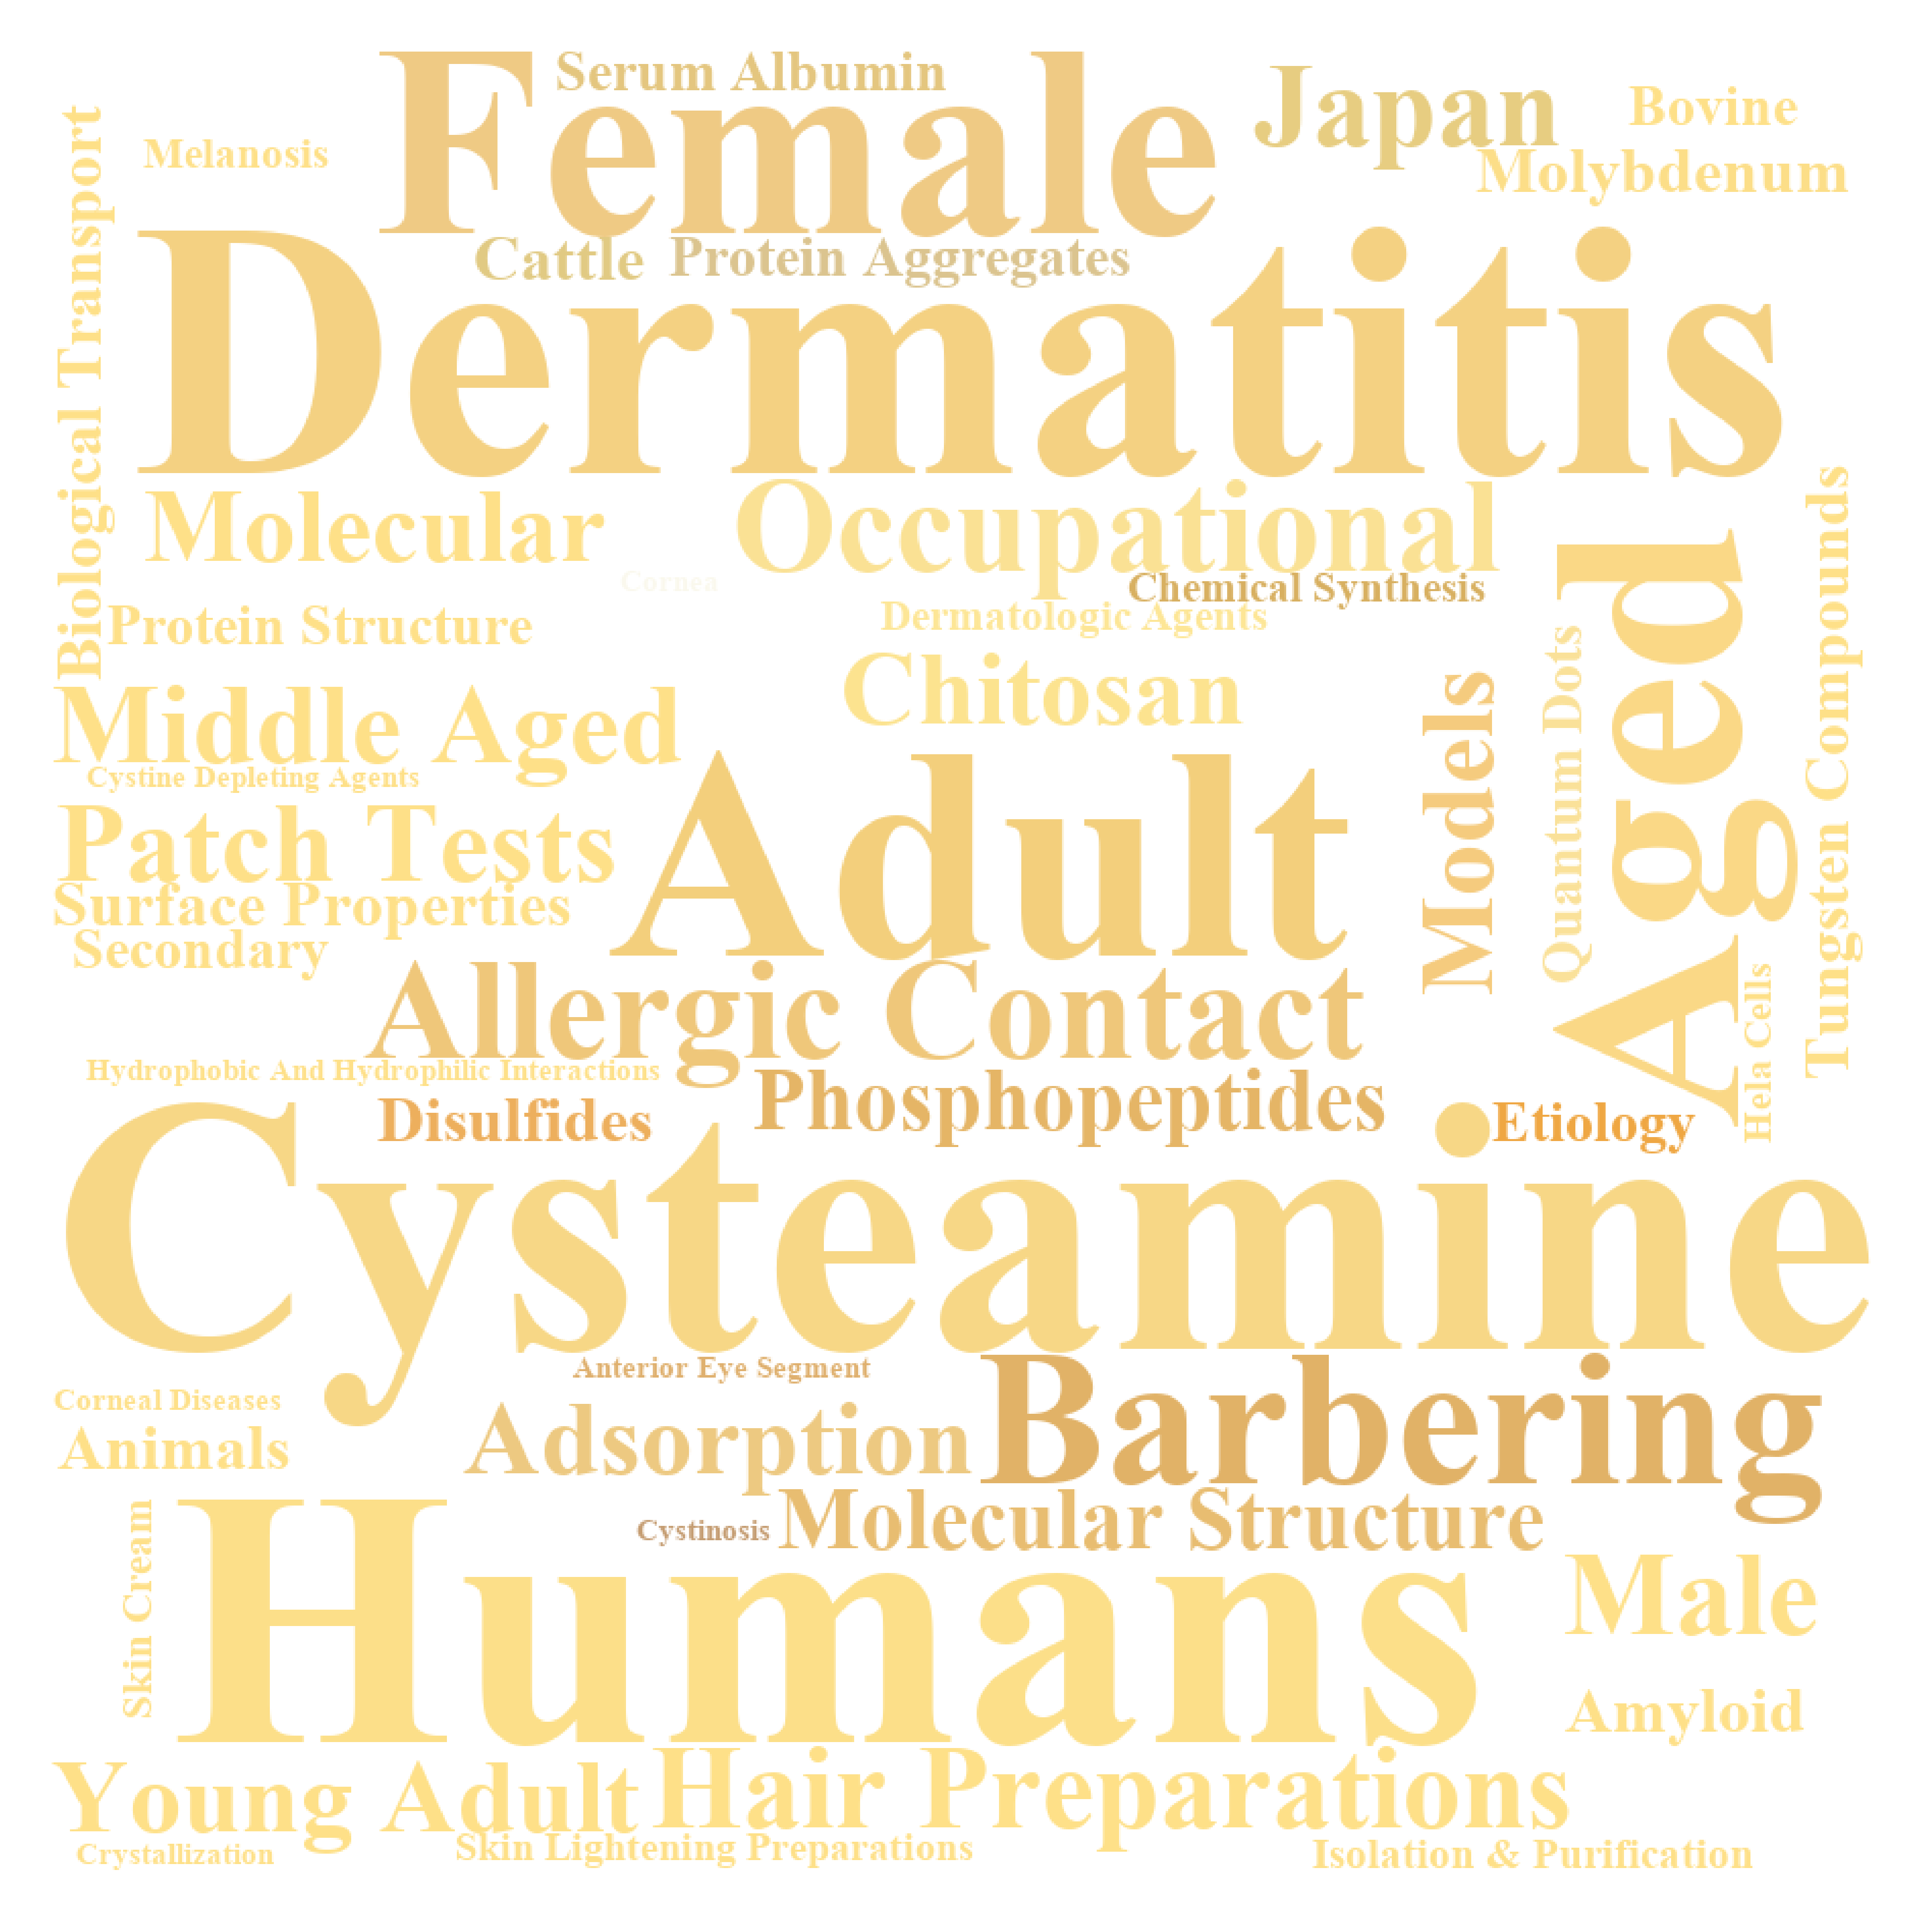 Female
Serum Albumin
Japan
Bovine
Melanosis
Molybdenum
Biological Transport
Cattle
Protein Aggregates
Dermatitis
Molecular
Occupational
Cornea
Chemical Synthesis
Dermatologic Agents
Protein Structure
Chitosan
Middle Aged
Cystine Depleting Agents
Models
Quantum Dots
Aged
Tungsten Compounds
Patch Tests
Adult
Surface Properties
Secondary
Allergic Contact
Hela Cells
Hydrophobic And Hydrophilic Interactions
Disulfides
Phosphopeptides
Etiology
Cysteamine
Anterior Eye Segment
Barbering
Corneal Diseases
Animals
Adsorption
Cystinosis
Molecular Structure
Skin Cream
Humans
Male
Amyloid
Young Adult
Hair Preparations
Crystallization
Skin Lightening Preparations
Isolation & Purification